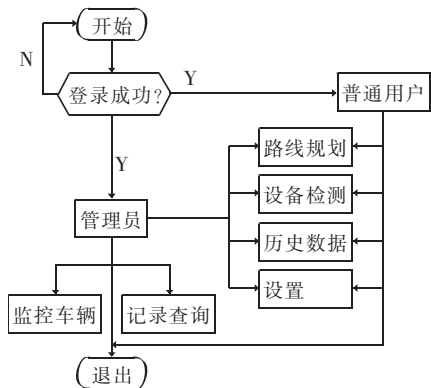 开始
N
Y
登录成功?
普通用户
Y
路线规划
设备检测
管理员
历史数据
设置
监控车辆
记录查询
退出